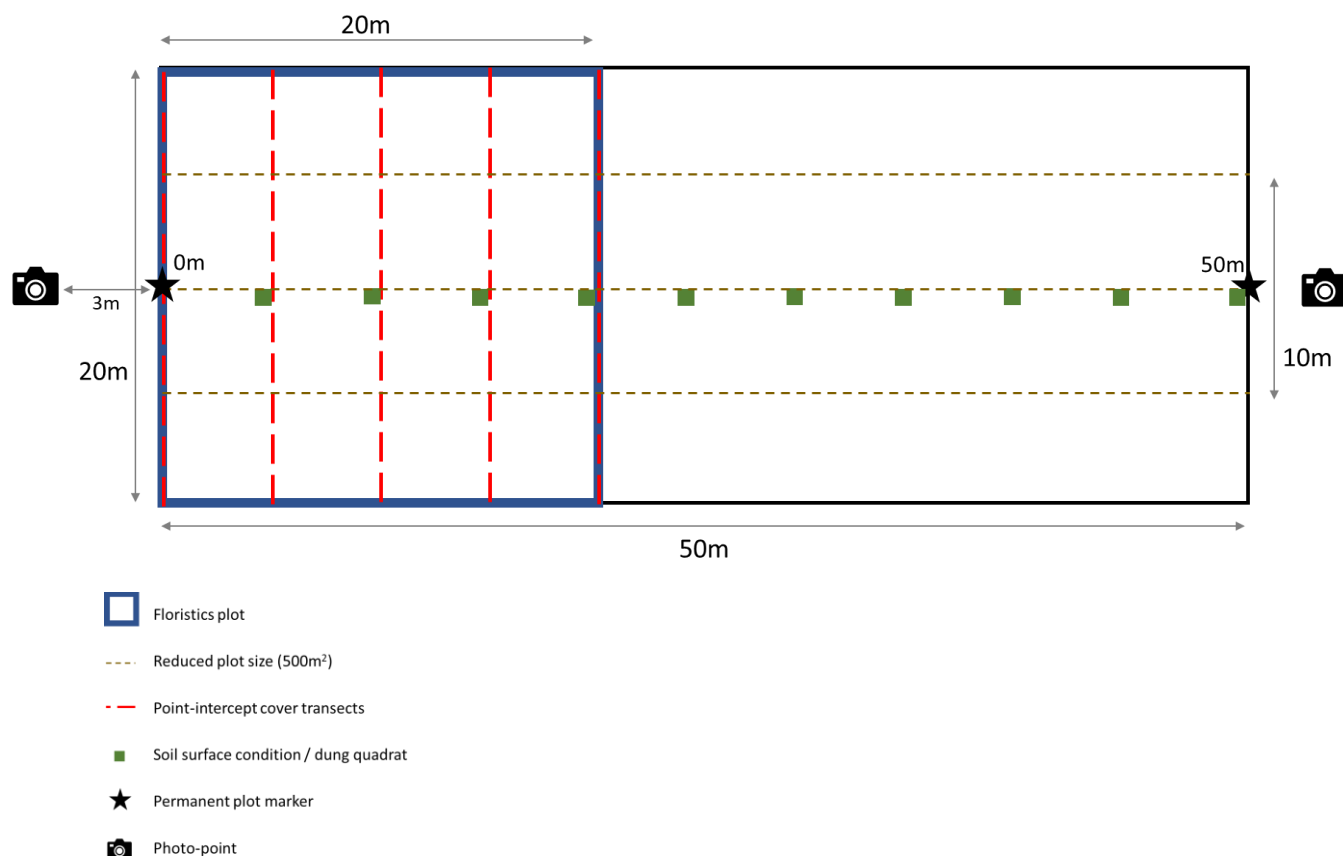 20m
0m
50m
3m
20m
10m
50m
Floristics plot
Reduced plot size (500m²)
Point-intercept cover transects
Soil surface condition / dung quadrat
Permanent plot marker
Photo-point